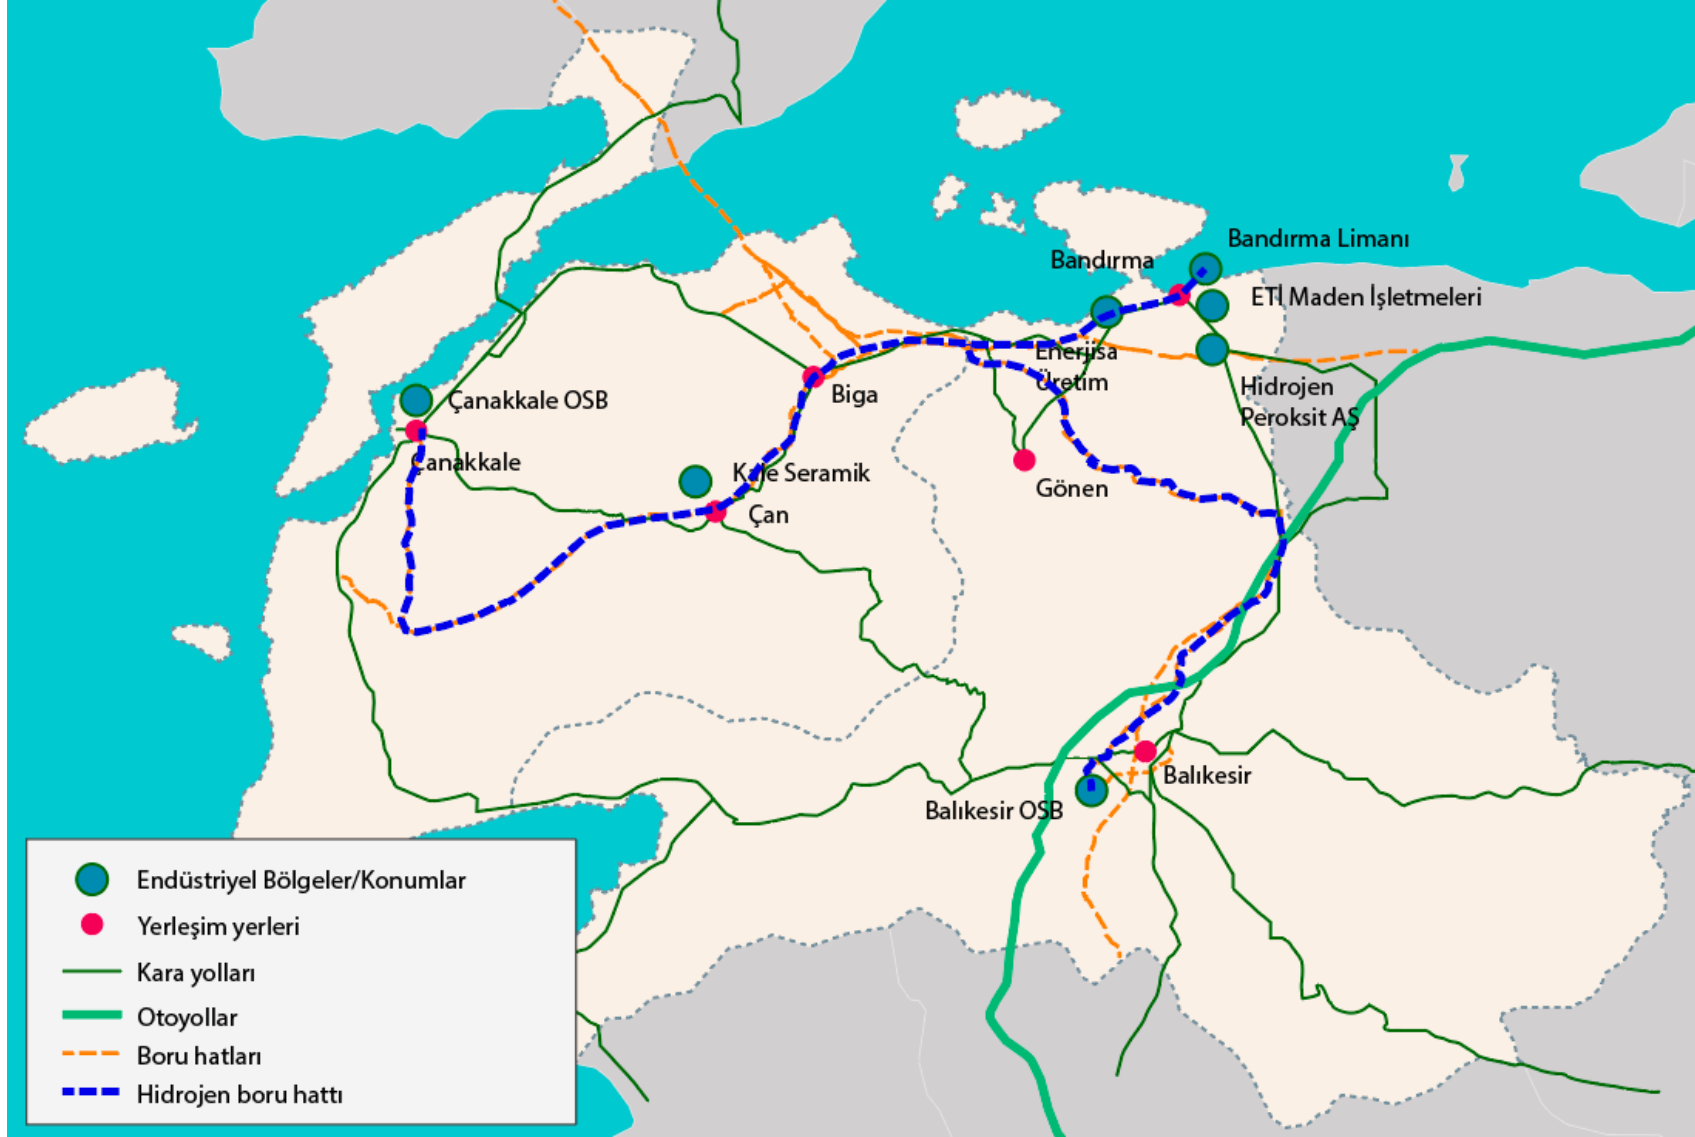 Bandırma Limanı
Bandırma
ETİ Maden İşletmeleri
Enerjisa
Üretim
Hidrojen
Peroksit AŞ
Biga
Çanakkale OSB
Çanakkale
Kale Seramik
Çan
Gönen
Balıkesir
Balıkesir OSB
Endüstriyel Bölgeler/Konumlar
Yerleşim yerleri
Kara yolları
Otoyollar
Boru hatları
Hidrojen boru hattı